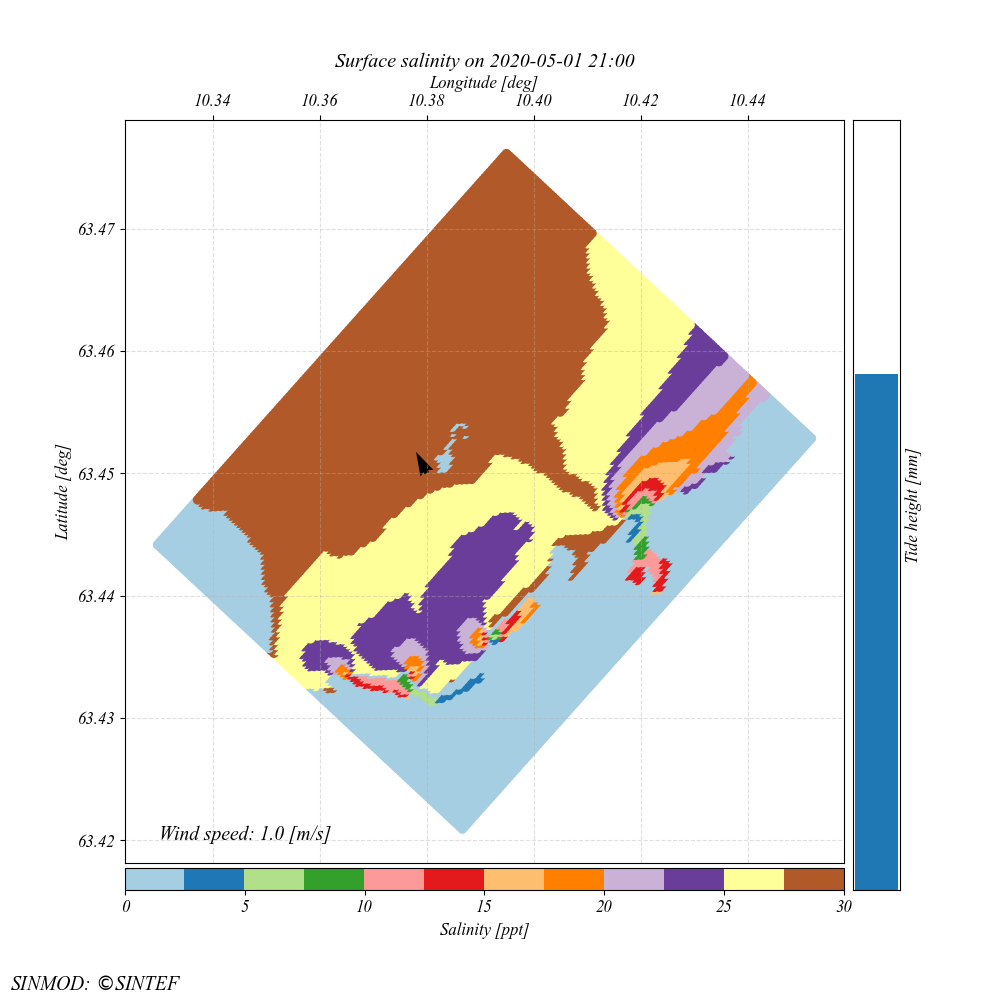 Surface salinity on 2020-05-01 21:00
Longitude [deg]
10.34 10.36 10.38 10.40 10.42 10.44
63.47
63.46
63.45
63.44
63.43
63.42
Latitude [deg]
Tide height [mm]
Wind speed: 1.0 [m/s]
0 5 10 15 20 25 30
Salinity [ppt]
SINMOD: ©SINTEF